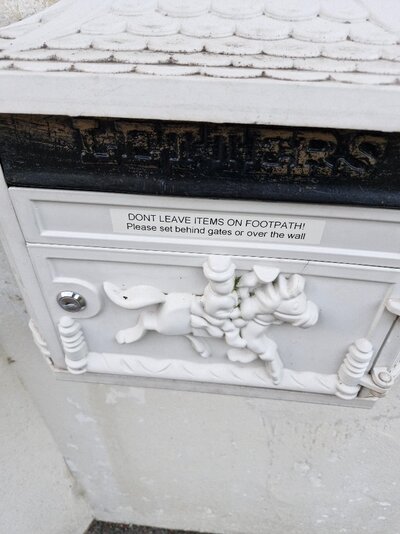 LETTERS
DONT LEAVE ITEMS ON FOOTPATH!
Please set behind gates or over the wall